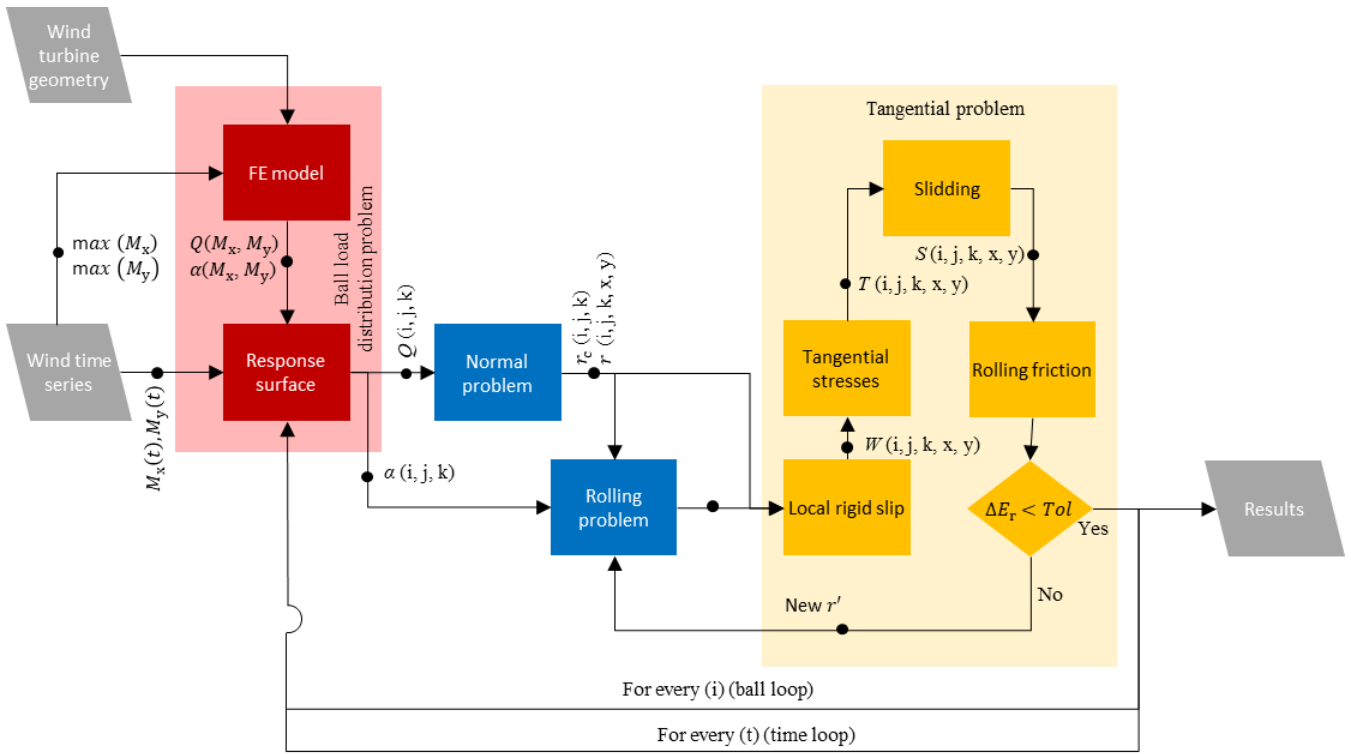 Wind
turbine
geometry
Tangential problem
FE model
Slidding
max (Mx)
max (My)
Q(Mx, My)
α(Mx, My)
Ball load
distribution problem
S (i, j, k, x, y)
T (i, j, k, x, y)
Wind time
series
Mx(t), My(t)
Response
surface
Q (i, j, k)
Normal
problem
rc (i, j, k)
r (i, j, k, x, y)
Tangential
stresses
Rolling friction
W (i, j, k, x, y)
α (i, j, k)
Rolling
problem
Local rigid slip
ΔEr < Tol
Yes
Results
No
New r′
For every (i) (ball loop)
For every (t) (time loop)